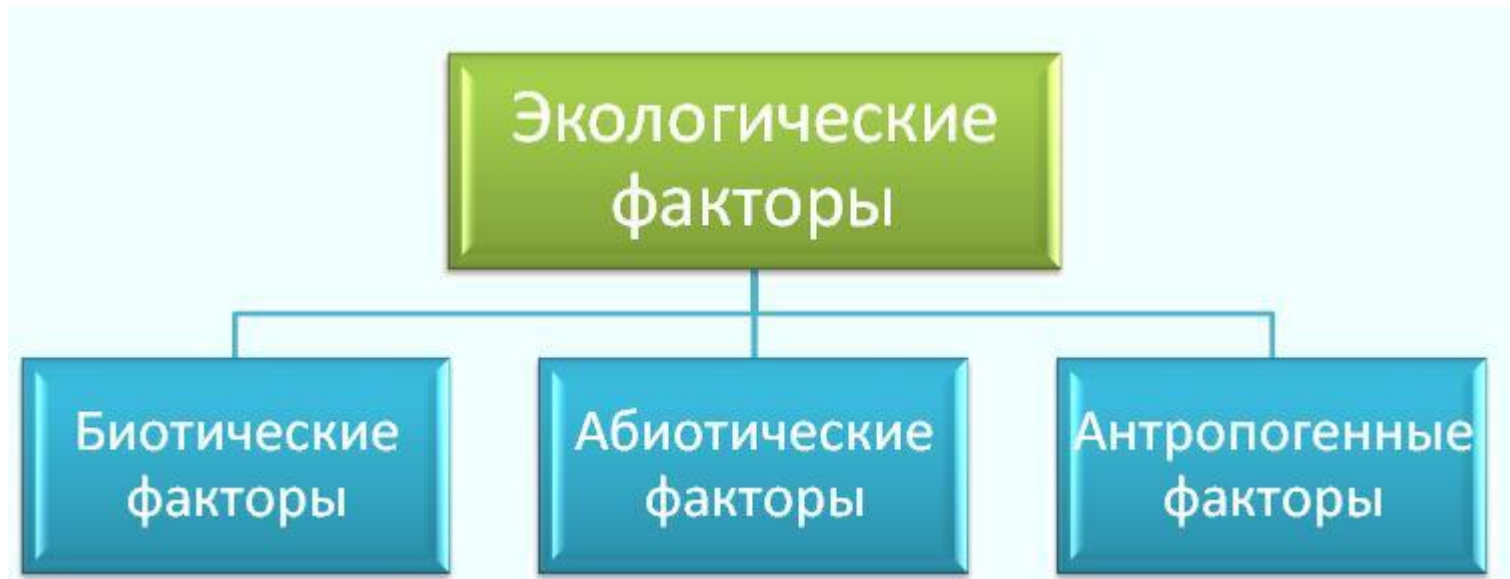 Экологические
факторы
Биотические
факторы
Абиотические
факторы
Антропогенные
факторы